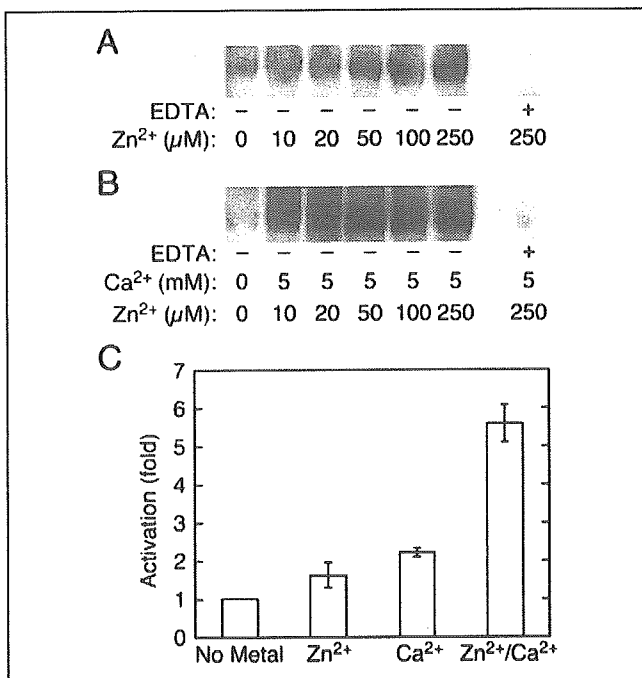 A
EDTA: – – – – – – +
Zn²⁺ (μM): 0 10 20 50 100 250 250
B
EDTA: – – – – – – +
Ca²⁺ (mM): 0 5 5 5 5 5 5
Zn²⁺ (μM): 0 10 20 50 100 250 250
C
7
6
5
4
3
2
1
0
Activation (fold)
No Metal Zn²⁺ Ca²⁺ Zn²⁺/Ca²⁺